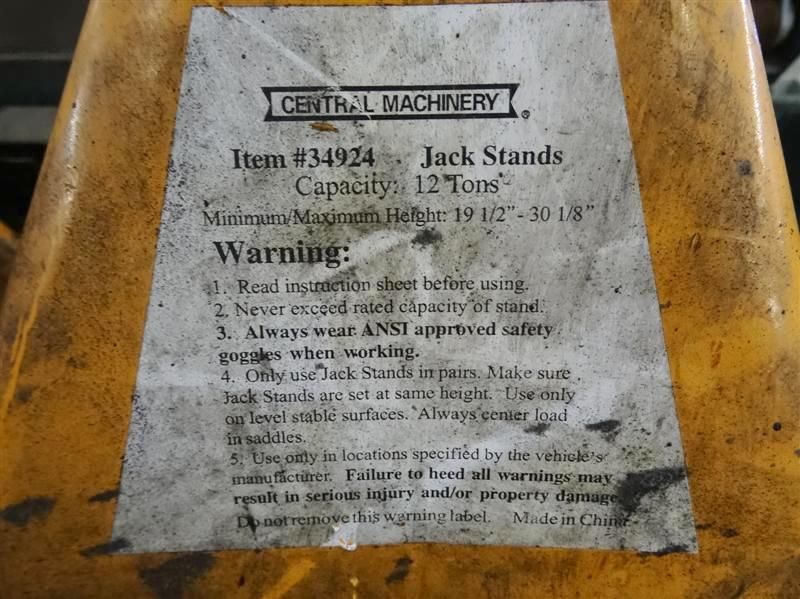 CENTRAL MACHINERY ®
Item #34924 Jack Stands
Capacity: 12 Tons
Minimum/Maximum Height: 19 1/2" - 30 1/8"
Warning:
1. Read instruction sheet before using.
2. Never exceed rated capacity of stand.
3. Always wear ANSI approved safety
goggles when working.
4. Only use Jack Stands in pairs. Make sure
Jack Stands are set at same height. Use only
on level stable surfaces. Always center load
in saddles.
5. Use only in locations specified by the vehicle's
manufacturer. Failure to heed all warnings may
result in serious injury and/or property damage
Do not remove this warning label. Made in China